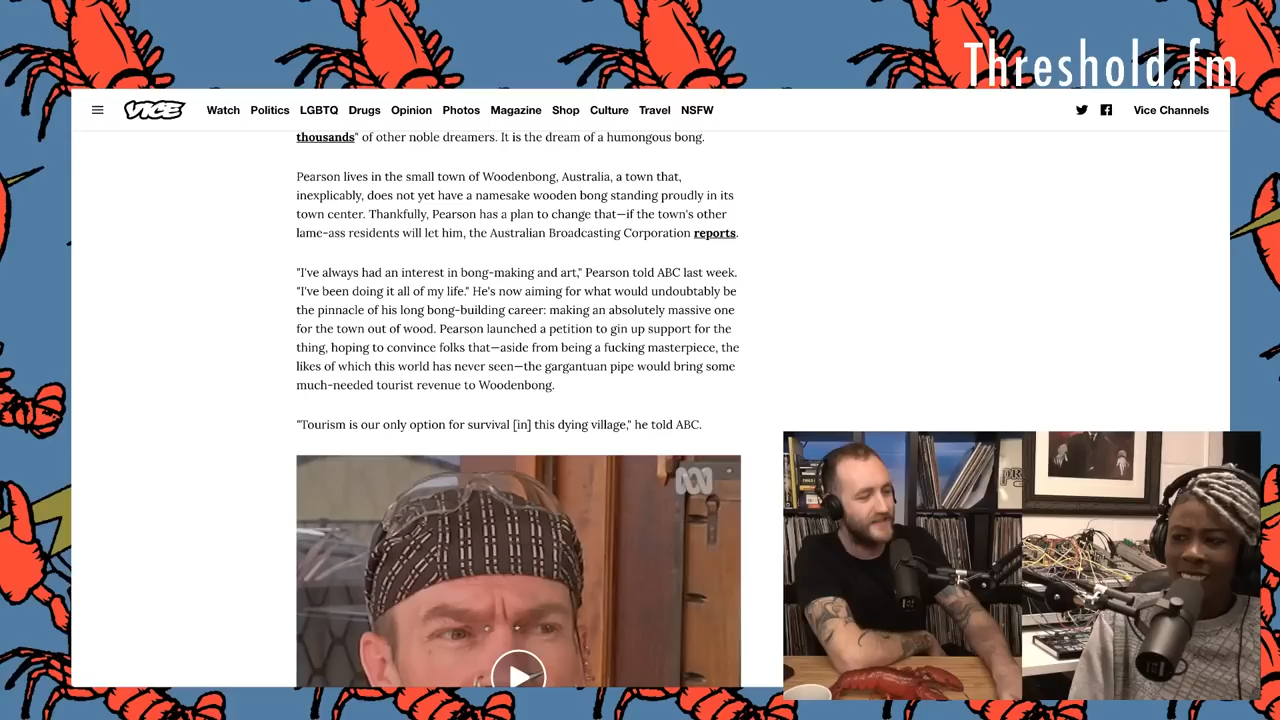 Threshold.fm
VICE
Watch Politics LGBTQ Drugs Opinion Photos Magazine Shop Culture Travel NSFW
Vice Channels
thousands" of other noble dreamers. It is the dream of a humongous bong.
Pearson lives in the small town of Woodenbong, Australia, a town that,
inexplicably, does not yet have a namesake wooden bong standing proudly in its
town center. Thankfully, Pearson has a plan to change that—if the town's other
lame-ass residents will let him, the Australian Broadcasting Corporation reports.
"I've always had an interest in bong-making and art," Pearson told ABC last week.
"I've been doing it all of my life." He's now aiming for what would undoubtedly be
the pinnacle of his long bong-building career: making an absolutely massive one
for the town out of wood. Pearson launched a petition to gin up support for the
thing, hoping to convince folks that—aside from being a fucking masterpiece, the
likes of which this world has never seen—the gargantuan pipe would bring some
much-needed tourist revenue to Woodenbong.
"Tourism is our only option for survival [in] this dying village," he told ABC.